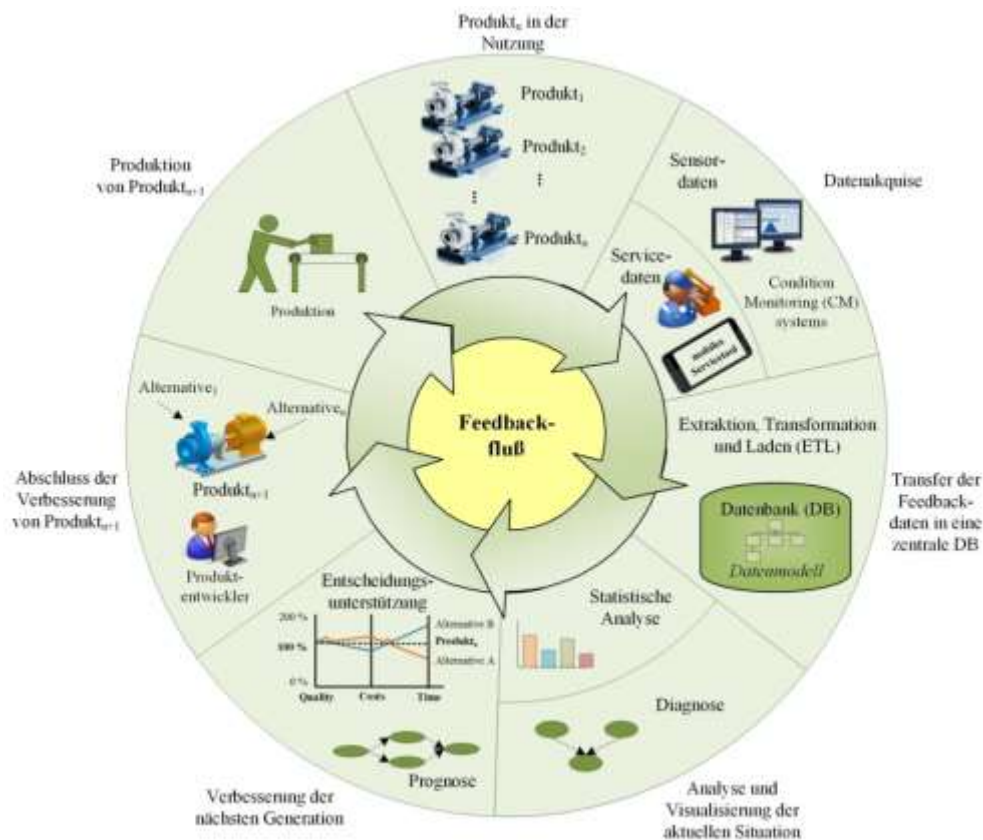 Produktₙ in der
Nutzung
Produkt₁
Produkt₂
Produktₙ
Sensor-
daten
Datenakquise
Service-
daten
Condition
Monitoring (CM)
systems
mobiles
Servicetool
Extraktion, Transformation
und Laden (ETL)
Transfer der
Feedback-
daten in eine
zentrale DB
Datenbank (DB)
Datenmodell
Statistische
Analyse
Diagnose
Analyse und
Visualisierung der
aktuellen Situation
Entscheidungs-
unterstützung
200 %
100 %
0 %
Alternative B
Produktₙ
Alternative A
Quality
Costs
Time
Prognose
Verbesserung der
nächsten Generation
Alternative₁
Alternativeₙ
Produktₙ₊₁
Produkt-
entwickler
Abschluss der
Verbesserung
von Produktₙ₊₁
Produktion
von Produktₙ₊₁
Produktion
Feedback-
fluß